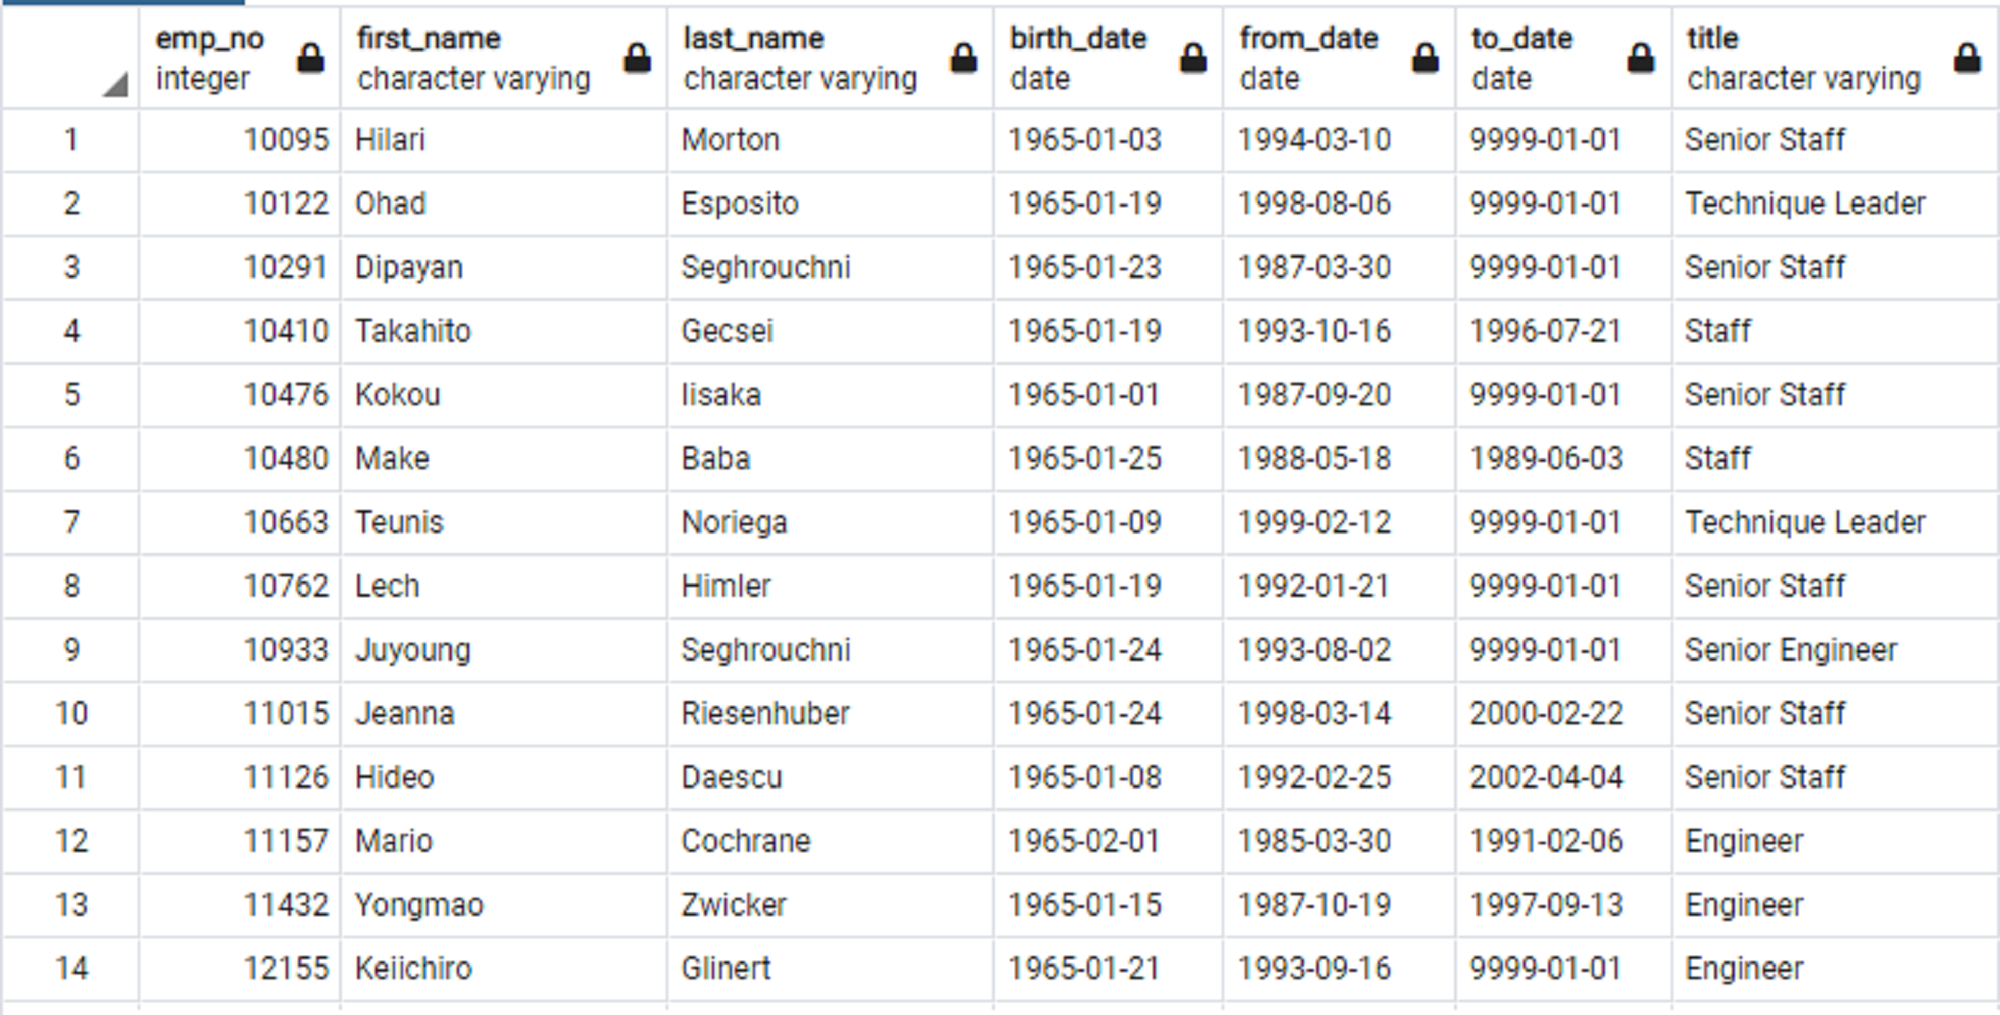 emp_no first_name last_name birth_date from_date to_date title
integer character varying character varying date date date character varying
1 10095 Hilari Morton 1965-01-03 1994-03-10 9999-01-01 Senior Staff
2 10122 Ohad Esposito 1965-01-19 1998-08-06 9999-01-01 Technique Leader
3 10291 Dipayan Seghrouchni 1965-01-23 1987-03-30 9999-01-01 Senior Staff
4 10410 Takahito Gecsei 1965-01-19 1993-10-16 1996-07-21 Staff
5 10476 Kokou Iisaka 1965-01-01 1987-09-20 9999-01-01 Senior Staff
6 10480 Make Baba 1965-01-25 1988-05-18 1989-06-03 Staff
7 10663 Teunis Noriega 1965-01-09 1999-02-12 9999-01-01 Technique Leader
8 10762 Lech Himler 1965-01-19 1992-01-21 9999-01-01 Senior Staff
9 10933 Juyoung Seghrouchni 1965-01-24 1993-08-02 9999-01-01 Senior Engineer
10 11015 Jeanna Riesenhuber 1965-01-24 1998-03-14 2000-02-22 Senior Staff
11 11126 Hideo Daescu 1965-01-08 1992-02-25 2002-04-04 Senior Staff
12 11157 Mario Cochrane 1965-02-01 1985-03-30 1991-02-06 Engineer
13 11432 Yongmao Zwicker 1965-01-15 1987-10-19 1997-09-13 Engineer
14 12155 Keiichiro Glinert 1965-01-21 1993-09-16 9999-01-01 Engineer